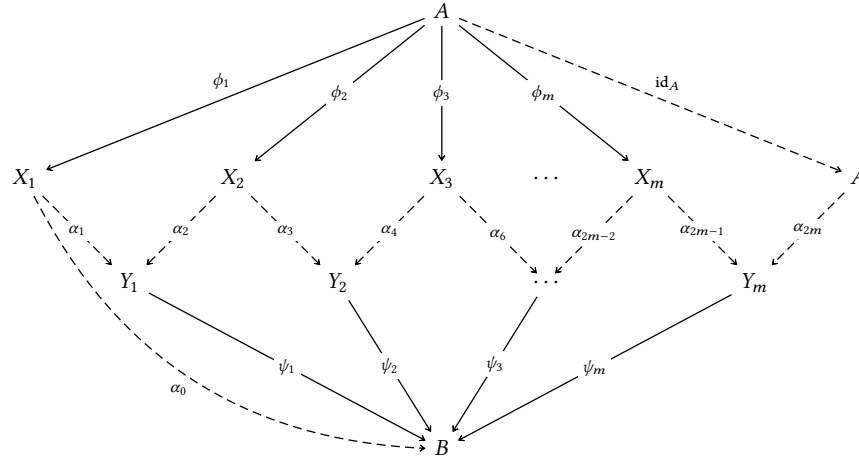 A
ϕ₁ ϕ₂ ϕ₃ ϕₘ id_A
X₁ X₂ X₃ ··· Xₘ A
α₁ α₂ α₃ α₄ α₆ α₂ₘ₋₂ α₂ₘ₋₁ α₂ₘ
Y₁ Y₂ ··· Yₘ
ψ₁ ψ₂ ψ₃ ψₘ
α₀
B